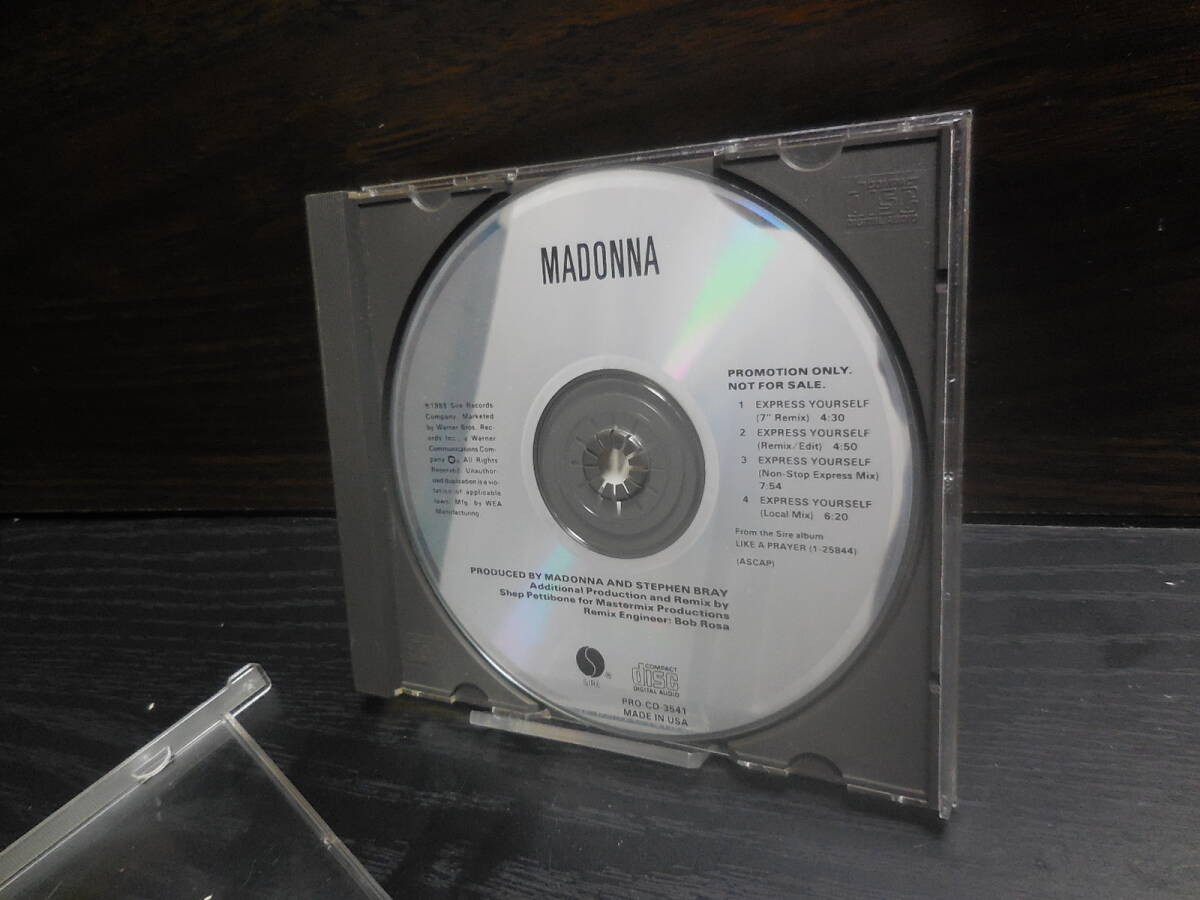 MADONNA
COMPACT
disc
DIGITAL AUDIO
PROMOTION ONLY.
NOT FOR SALE.
1 EXPRESS YOURSELF
(7" Remix) 4:30
2 EXPRESS YOURSELF
(Remix/Edit) 4:50
3 EXPRESS YOURSELF
(Non-Stop Express Mix)
7:54
4 EXPRESS YOURSELF
(Local Mix) 6:20
From the Sire album
LIKE A PRAYER (1-25844)
(ASCAP)
℗1989 Sire Records
Company. Marketed
by Warner Bros. Rec-
ords Inc., a Warner
Communications Com-
pany. All Rights
Reserved. Unauthor-
ized duplication is a vio-
lation of applicable
laws. Mfg. by WEA
Manufacturing.
PRODUCED BY MADONNA AND STEPHEN BRAY
Additional Production and Remix by
Shep Pettibone for Mastermix Productions
Remix Engineer: Bob Rosa
SIRE ®
COMPACT
disc
DIGITAL AUDIO
PRO-CD-3541
MADE IN USA